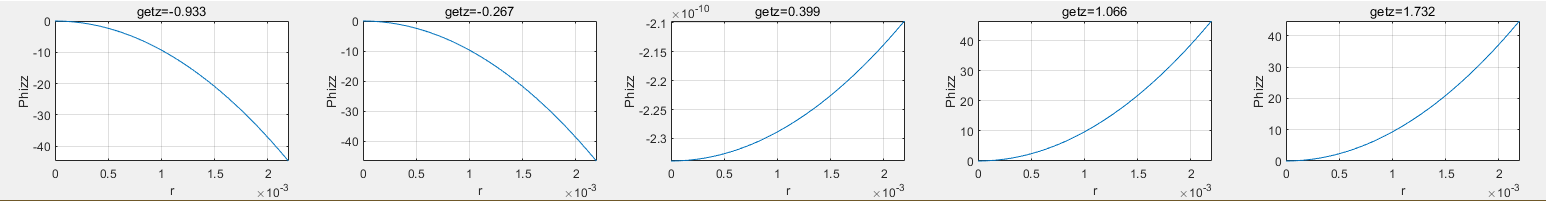 getz=-0.933
0
-10
-20
-30
-40
Phizz
0 0.5 1 1.5 2
×10-3
r
getz=-0.267
0
-10
-20
-30
-40
Phizz
0 0.5 1 1.5 2
×10-3
r
×10-10
getz=0.399
-2.1
-2.15
-2.2
-2.25
-2.3
Phizz
0 0.5 1 1.5 2
×10-3
r
getz=1.066
40
30
20
10
0
Phizz
0 0.5 1 1.5 2
×10-3
r
getz=1.732
40
30
20
10
0
Phizz
0 0.5 1 1.5 2
×10-3
r